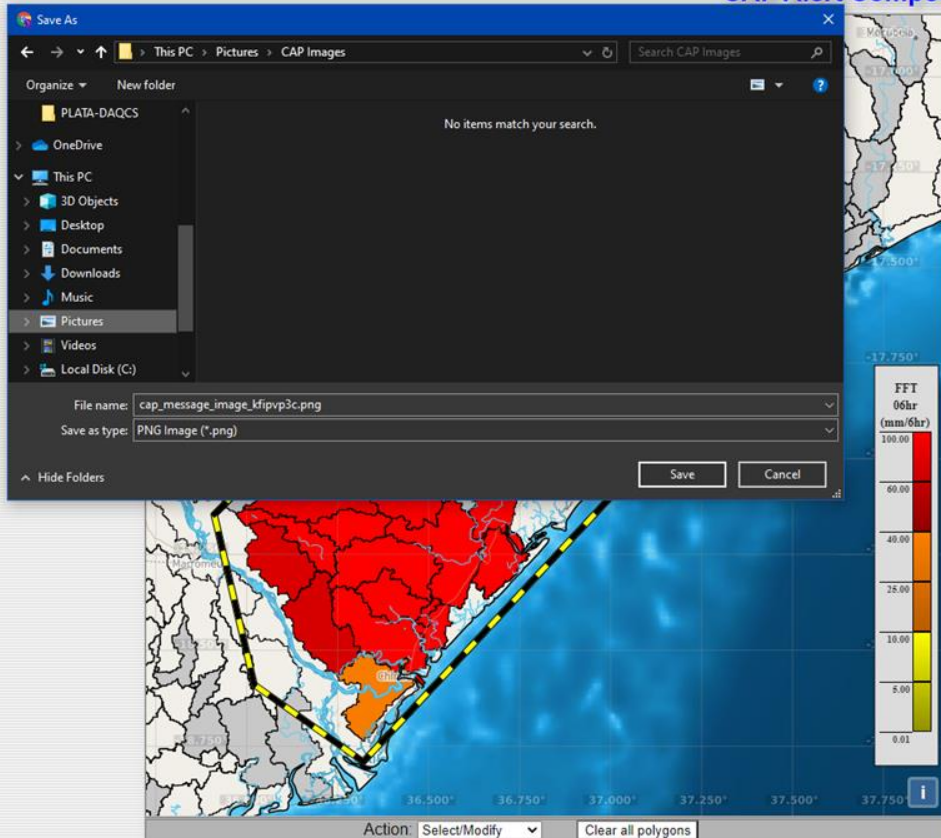 Save As
This PC > Pictures > CAP Images
Search CAP Images
Organize
New folder
PLATA-DAQCS
OneDrive
This PC
3D Objects
Desktop
Documents
Downloads
Music
Pictures
Videos
Local Disk (C:)
No items match your search.
File name: cap_message_image_kfipvp3c.png
Save as type: PNG Image (*.png)
Hide Folders
Save
Cancel
-17.500°
-17.750°
FFT
06hr
(mm/6hr)
100.00
60.00
40.00
25.00
10.00
5.00
0.01
36.500°
36.750°
37.000°
37.250°
37.500°
37.750°
i
Action: Select/Modify
Clear all polygons